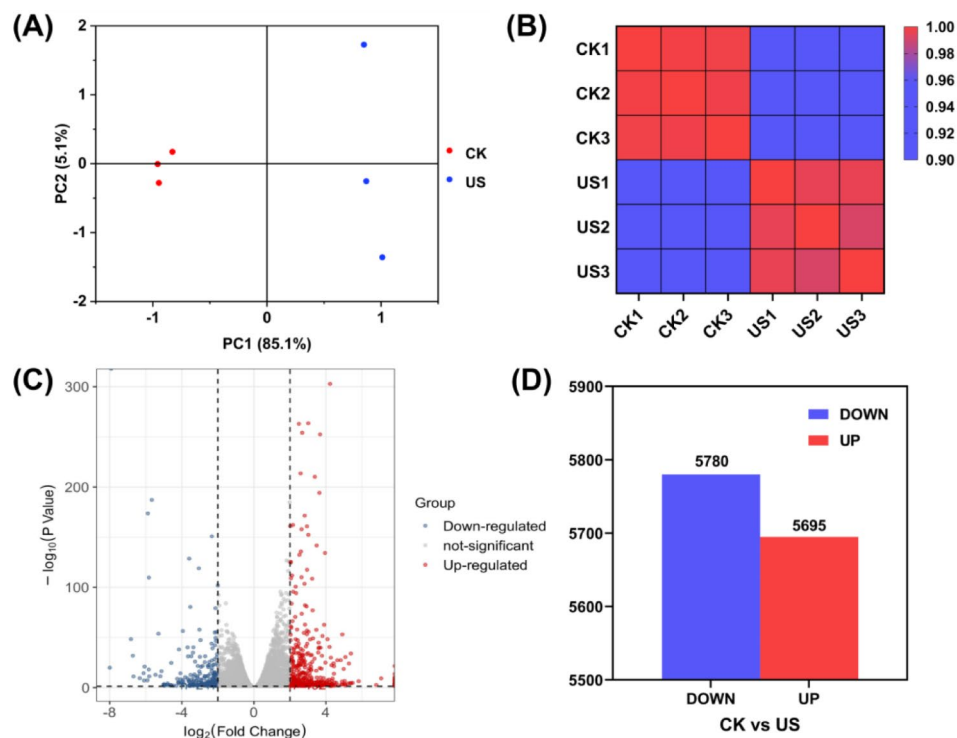 (A)
2
1
0
-1
-2
PC2 (5.1%)
-1
0
1
PC1 (85.1%)
CK
US
(B)
CK1
CK2
CK3
US1
US2
US3
CK1
CK2
CK3
US1
US2
US3
1.00
0.98
0.96
0.94
0.92
0.90
(C)
300
200
100
0
− log10(P Value)
-8
-4
0
4
log2(Fold Change)
Group
Down-regulated
not-significant
Up-regulated
(D)
5900
5800
5700
5600
5500
DOWN
UP
5780
5695
DOWN
UP
CK vs US